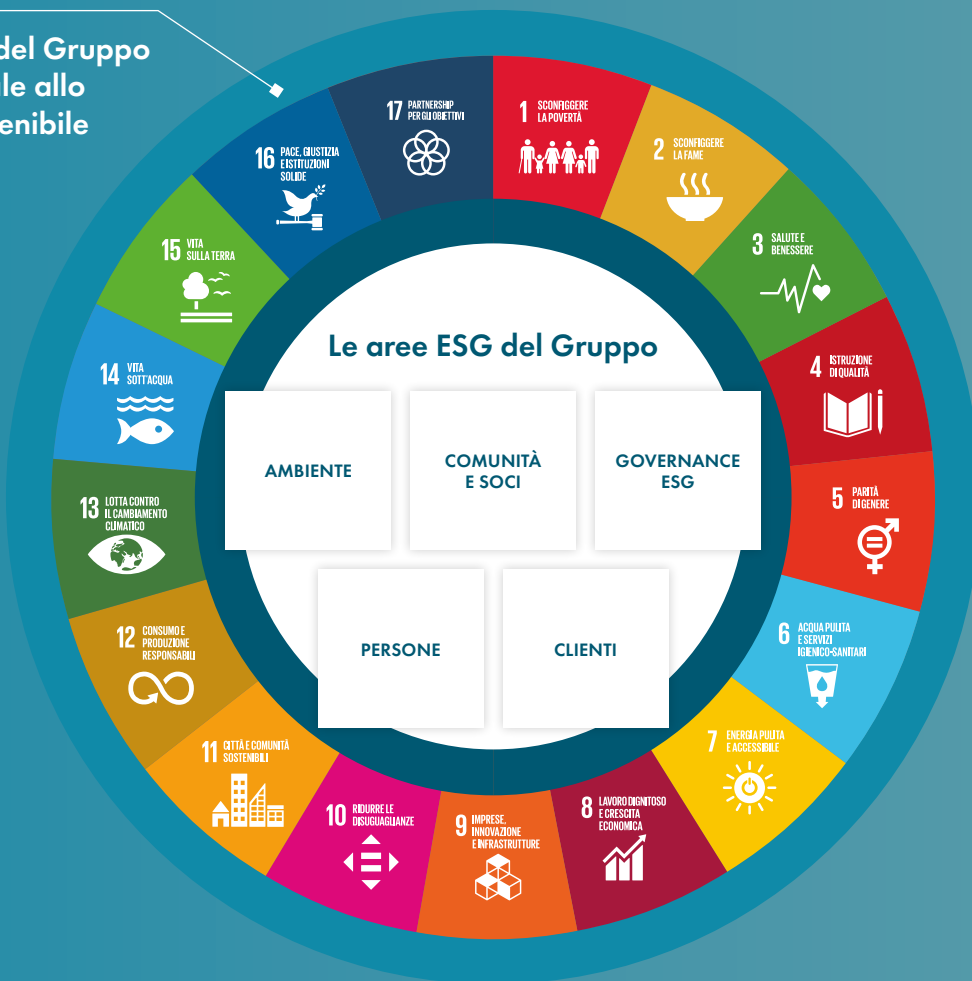 del Gruppo
allo
1 SCONFIGGERE
LA POVERTÀ
2 SCONFIGGERE
LA FAME
3 SALUTE E
BENESSERE
4 ISTRUZIONE
DI QUALITÀ
5 PARITÀ
DI GENERE
6 ACQUA PULITA
E SERVIZI
IGIENICO-SANITARI
7 ENERGIA PULITA
E ACCESSIBILE
8 LAVORO DIGNITOSO
E CRESCITA
ECONOMICA
9 IMPRESE,
INNOVAZIONE
E INFRASTRUTTURE
10 RIDURRE LE
DISUGUAGLIANZE
11 CITTÀ E COMUNITÀ
SOSTENIBILI
12 CONSUMO E
PRODUZIONE
RESPONSABILI
13 LOTTA CONTRO
IL CAMBIAMENTO
CLIMATICO
14 VITA
SOTT'ACQUA
15 VITA
SULLA TERRA
16 PACE, GIUSTIZIA
E ISTITUZIONI
SOLIDE
17 PARTNERSHIP
PER GLI OBIETTIVI
Le aree ESG del Gruppo
AMBIENTE
COMUNITÀ
E SOCI
GOVERNANCE
ESG
PERSONE
CLIENTI